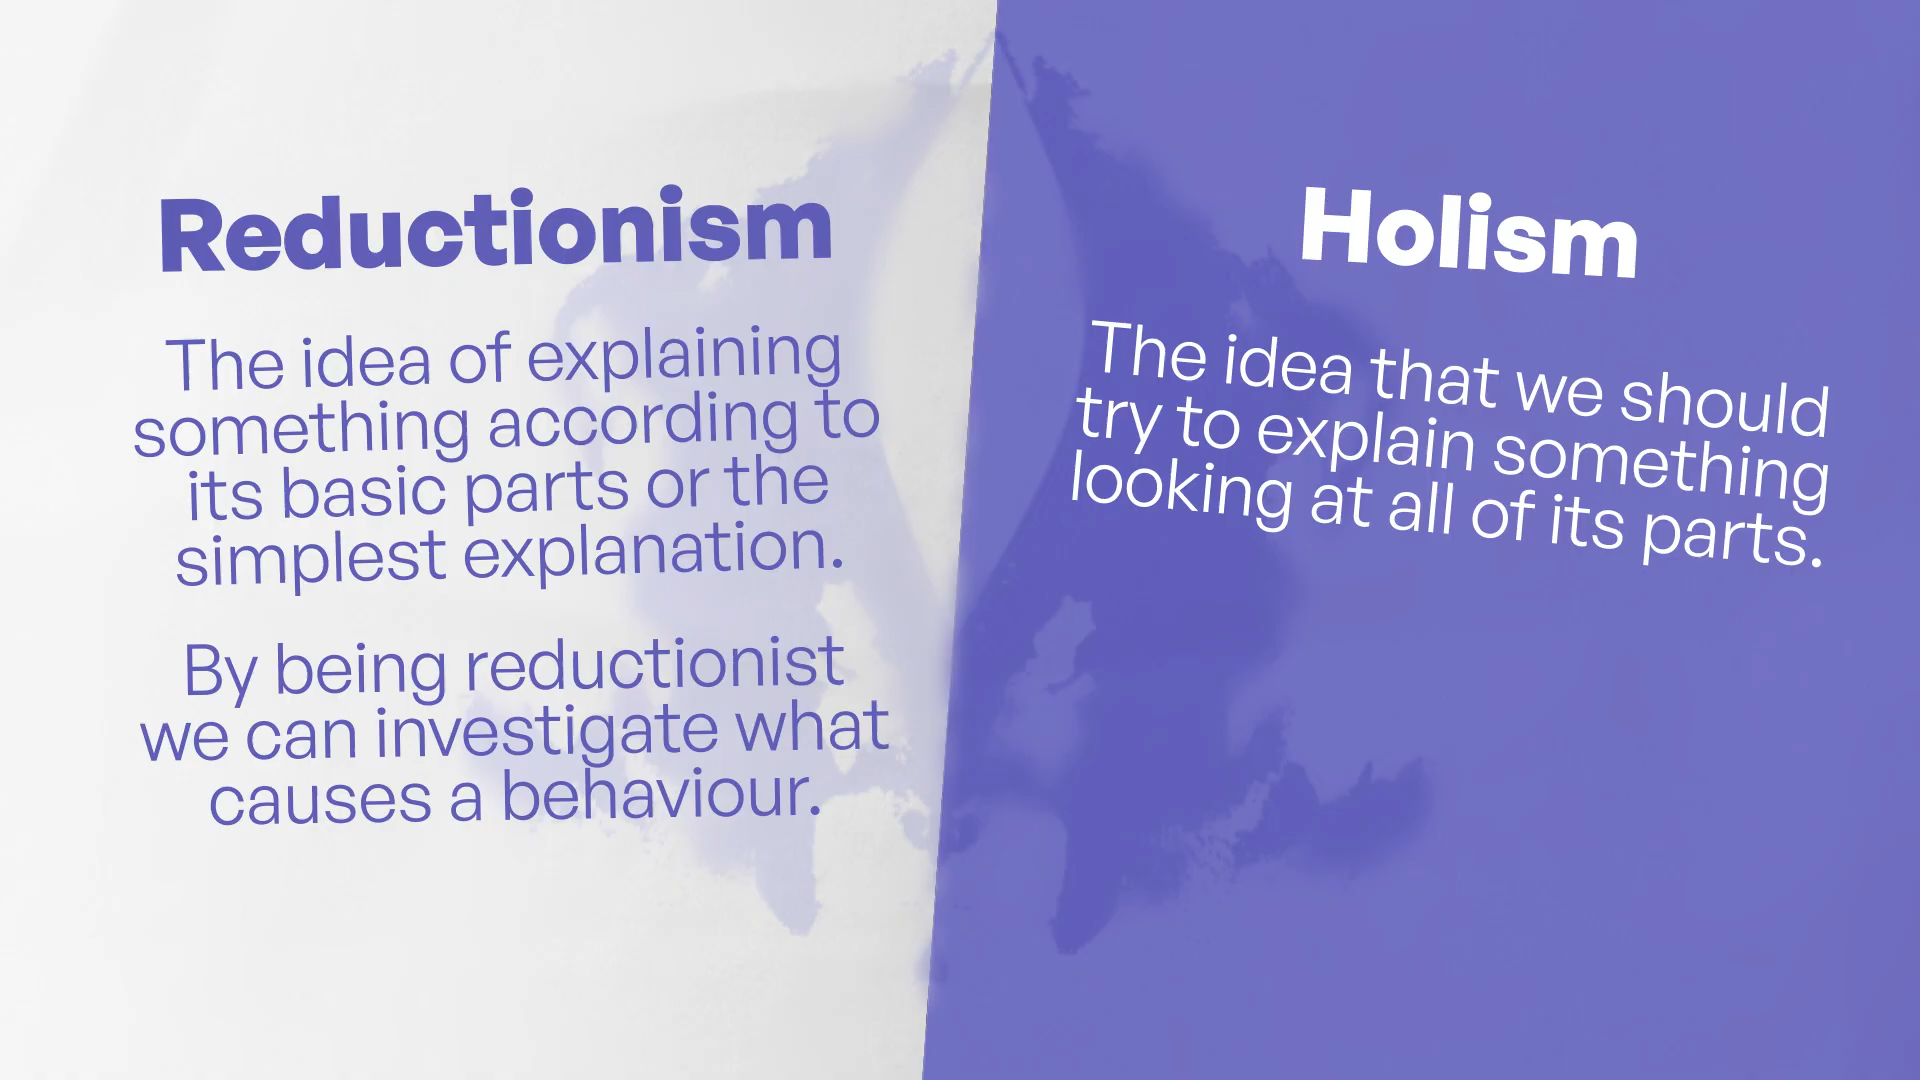 Reductionism
The idea of explaining
something according to
its basic parts or the
simplest explanation.
By being reductionist
we can investigate what
causes a behaviour.
Holism
The idea that we should
try to explain something
looking at all of its parts.